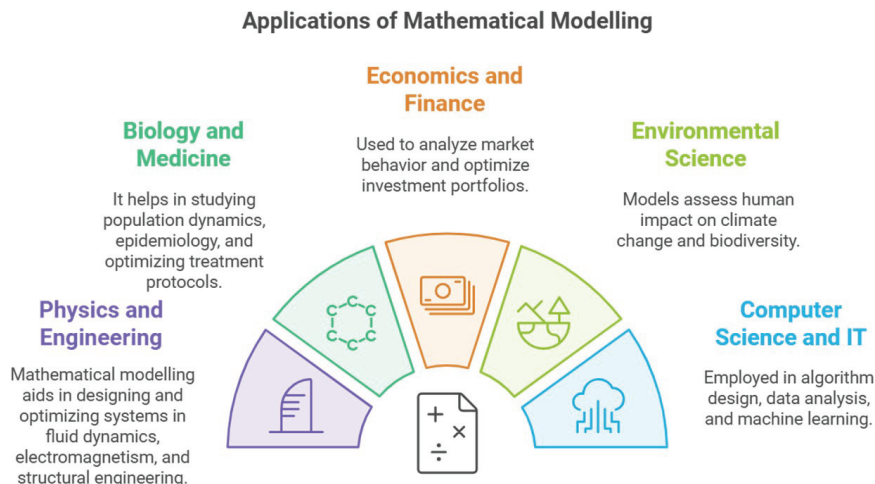 Applications of Mathematical Modelling
Economics and
Finance
Used to analyze market
behavior and optimize
investment portfolios.
Biology and
Medicine
It helps in studying
population dynamics,
epidemiology, and
optimizing treatment
protocols.
Environmental
Science
Models assess human
impact on climate
change and biodiversity.
Physics and
Engineering
Mathematical modelling
aids in designing and
optimizing systems in
fluid dynamics,
electromagnetism, and
structural engineering.
Computer
Science and IT
Employed in algorithm
design, data analysis,
and machine learning.
C
C
C
C
C
C
+
×
÷